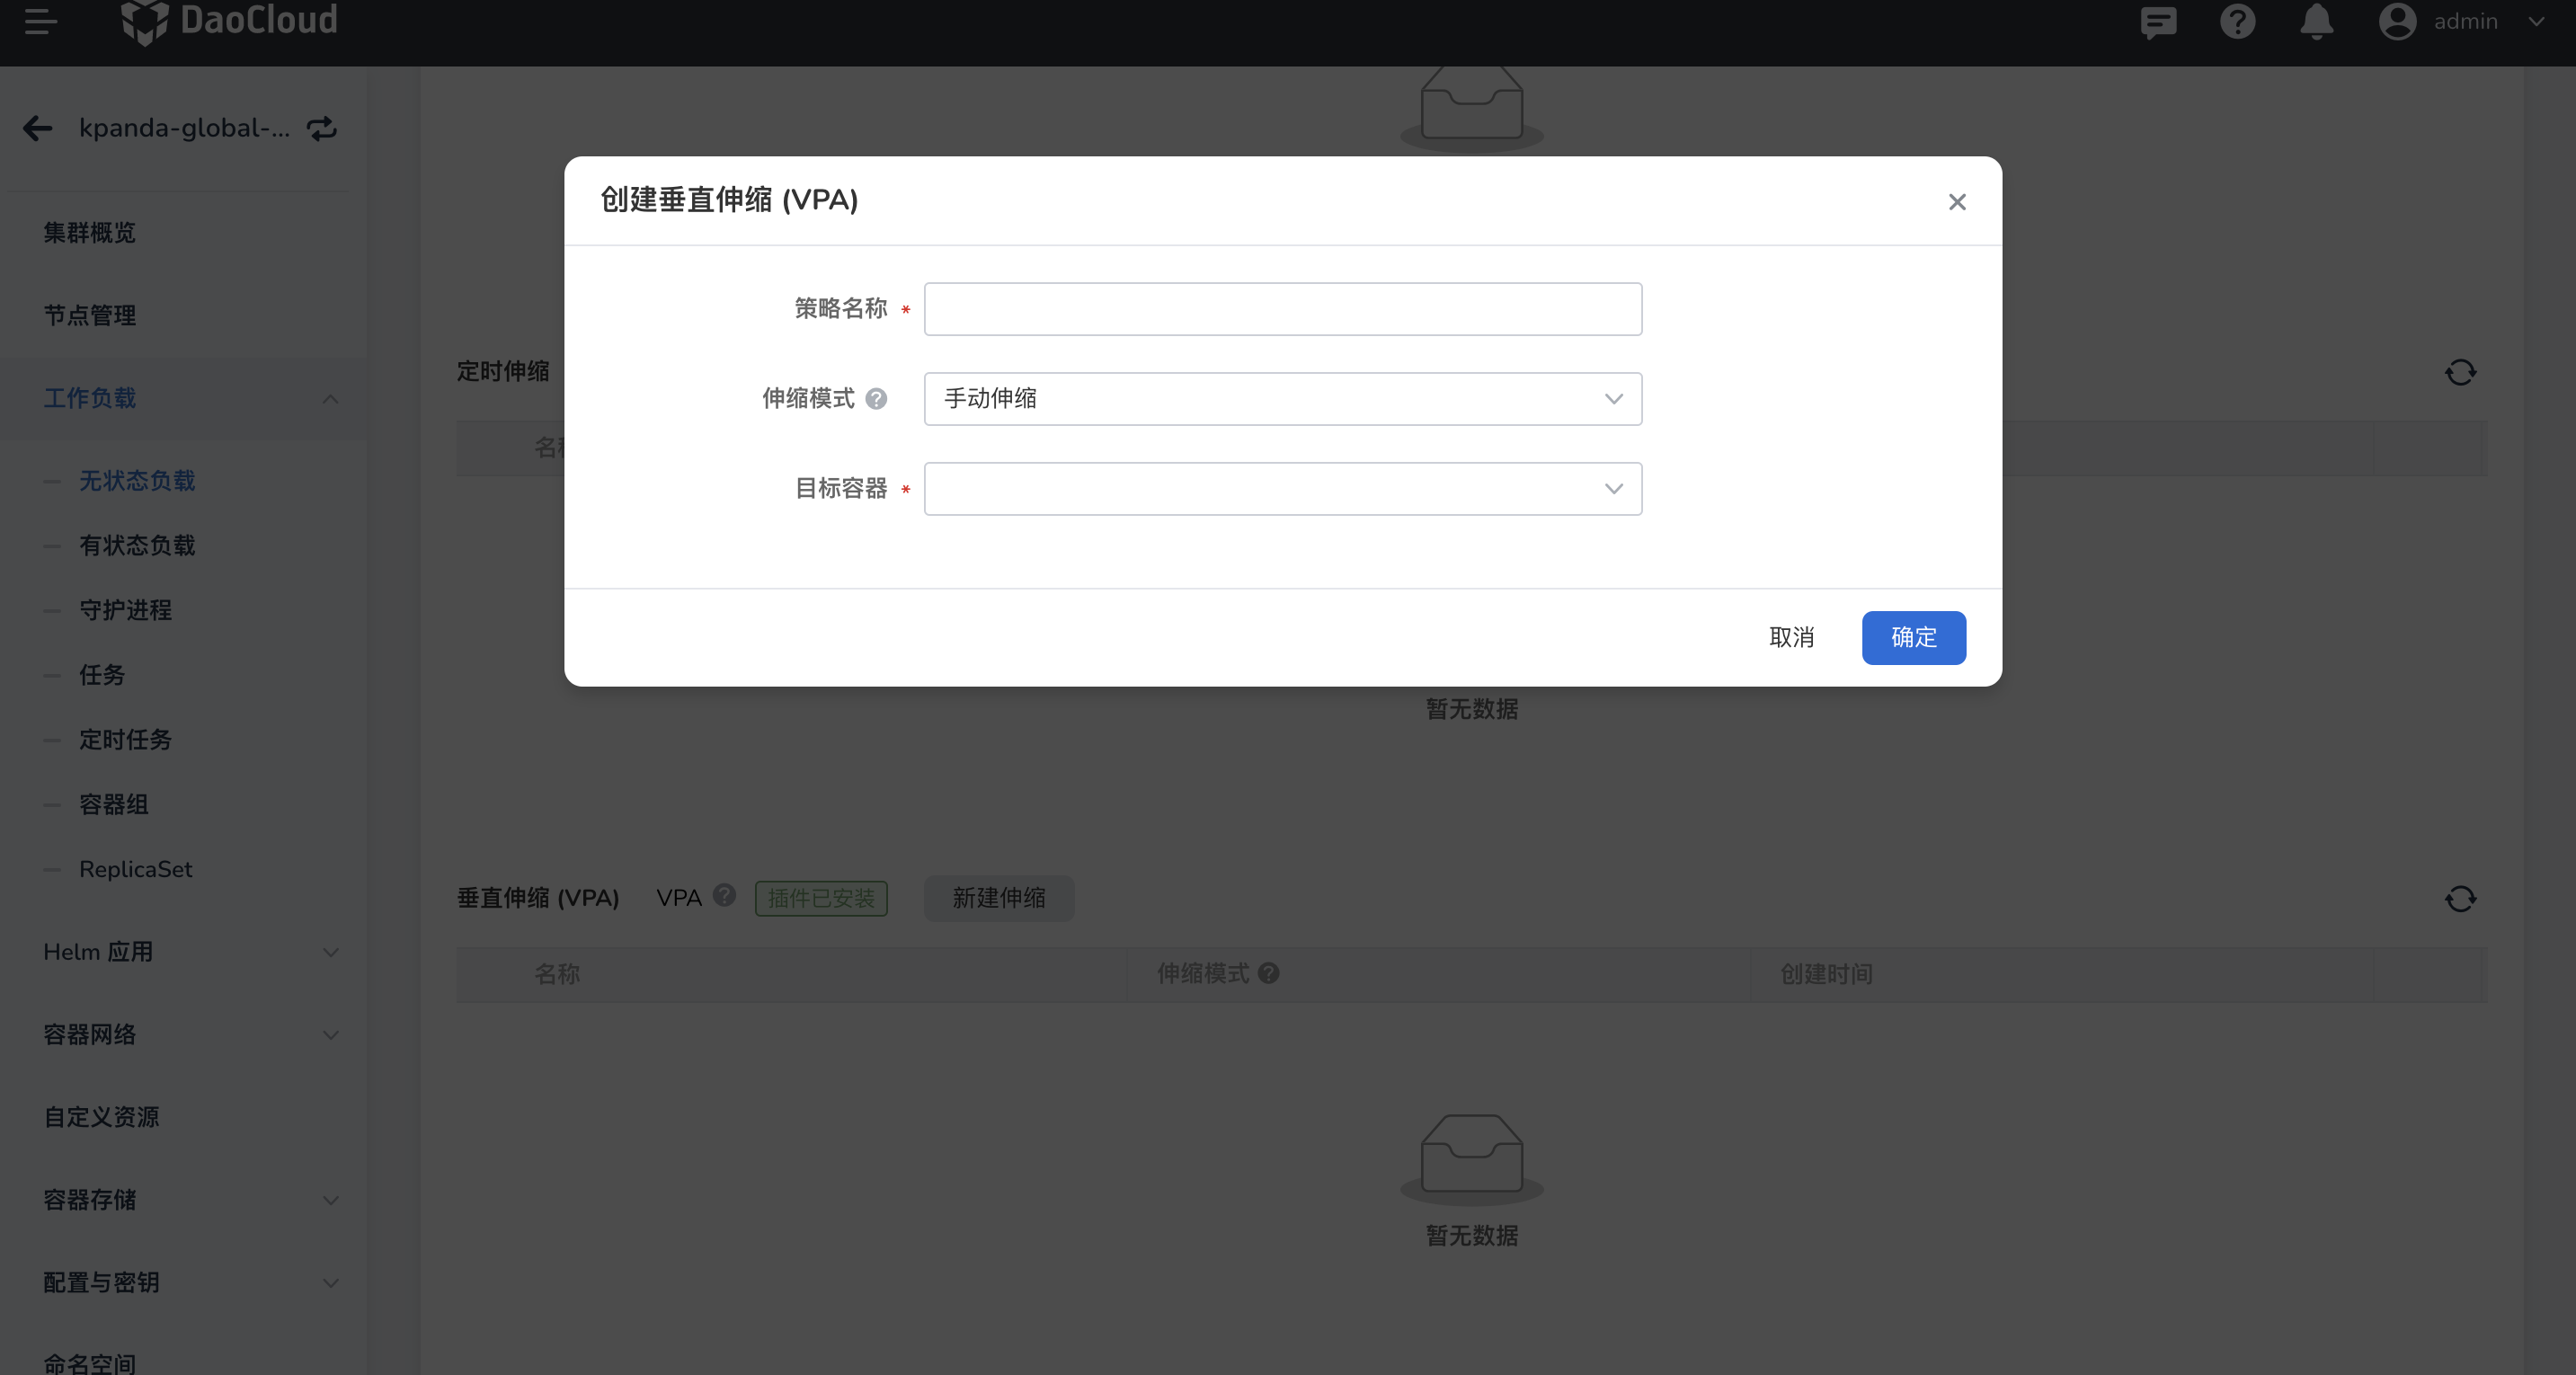 DaoCloud
admin
kpanda-global-...
集群概览
节点管理
工作负载
无状态负载
有状态负载
守护进程
任务
定时任务
容器组
ReplicaSet
Helm 应用
容器网络
自定义资源
容器存储
配置与密钥
命名空间
创建垂直伸缩 (VPA)
策略名称 *
伸缩模式
手动伸缩
目标容器 *
取消
确定
定时伸缩
名
暂无数据
垂直伸缩 (VPA)
VPA
插件已安装
新建伸缩
名称
伸缩模式
创建时间
暂无数据